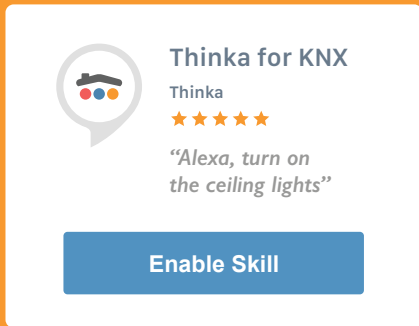 Thinka for KNX
Thinka
“Alexa, turn on
the ceiling lights”
Enable Skill